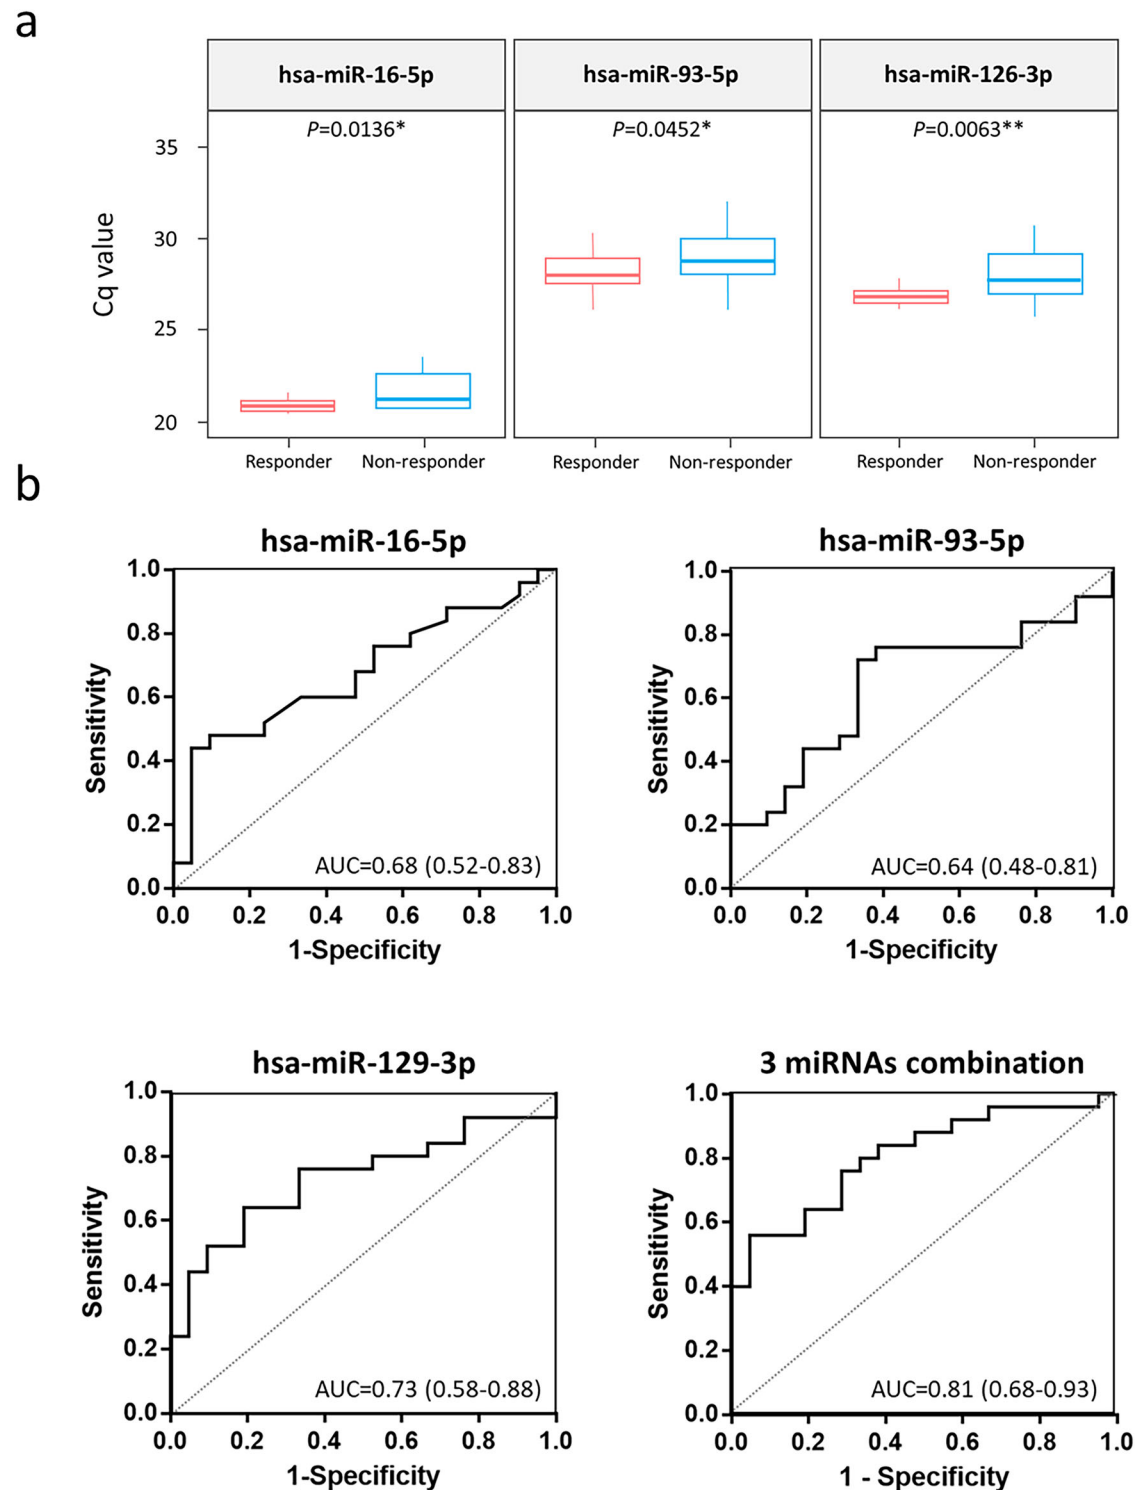 a
hsa-miR-16-5p hsa-miR-93-5p hsa-miR-126-3p
P=0.0136* P=0.0452* P=0.0063**
35
30
25
20
Cq value
Responder Non-responder Responder Non-responder Responder Non-responder
b
hsa-miR-16-5p
1.0
0.8
0.6
0.4
0.2
0.0
Sensitivity
AUC=0.68 (0.52-0.83)
0.0 0.2 0.4 0.6 0.8 1.0
1-Specificity
hsa-miR-93-5p
1.0
0.8
0.6
0.4
0.2
0.0
Sensitivity
AUC=0.64 (0.48-0.81)
0.0 0.2 0.4 0.6 0.8 1.0
1-Specificity
hsa-miR-129-3p
1.0
0.8
0.6
0.4
0.2
0.0
Sensitivity
AUC=0.73 (0.58-0.88)
0.0 0.2 0.4 0.6 0.8 1.0
1-Specificity
3 miRNAs combination
1.0
0.8
0.6
0.4
0.2
0.0
Sensitivity
AUC=0.81 (0.68-0.93)
0.0 0.2 0.4 0.6 0.8 1.0
1 - Specificity